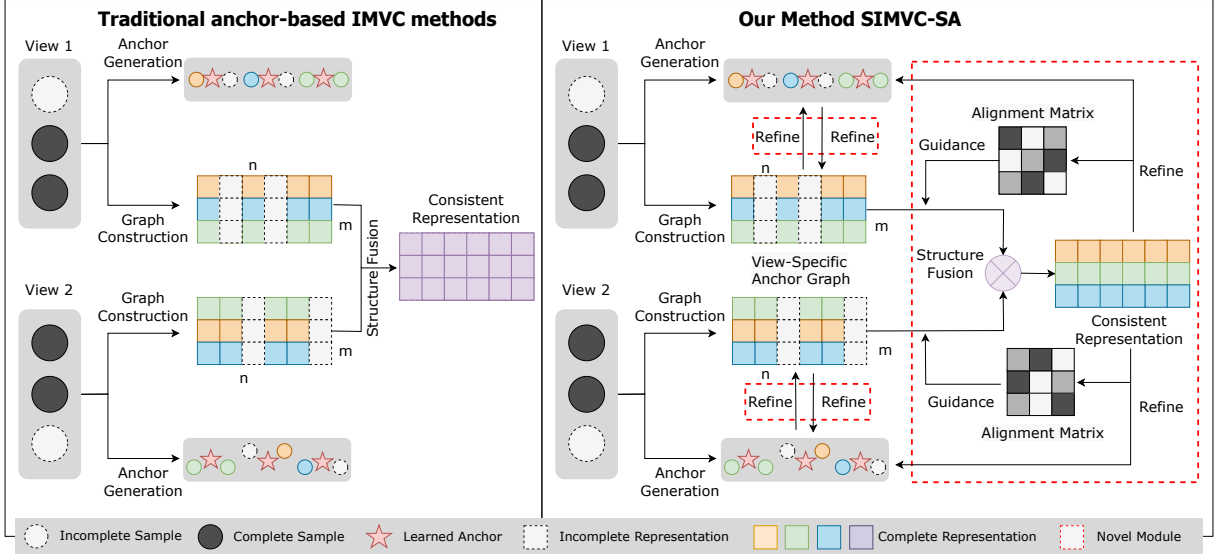 Traditional anchor-based IMVC methods
View 1
Anchor
Generation
n
Graph
Construction
m
Consistent
Representation
Structure Fusion
View 2
Graph
Construction
m
n
Anchor
Generation
Our Method SIMVC-SA
View 1
Anchor
Generation
Refine
Refine
n
Graph
Construction
m
View-Specific
Anchor Graph
Alignment Matrix
Guidance
Refine
Structure
Fusion
Consistent
Representation
View 2
Graph
Construction
m
n
Refine
Refine
Guidance
Alignment Matrix
Refine
Anchor
Generation
Incomplete Sample
Complete Sample
Learned Anchor
Incomplete Representation
Complete Representation
Novel Module